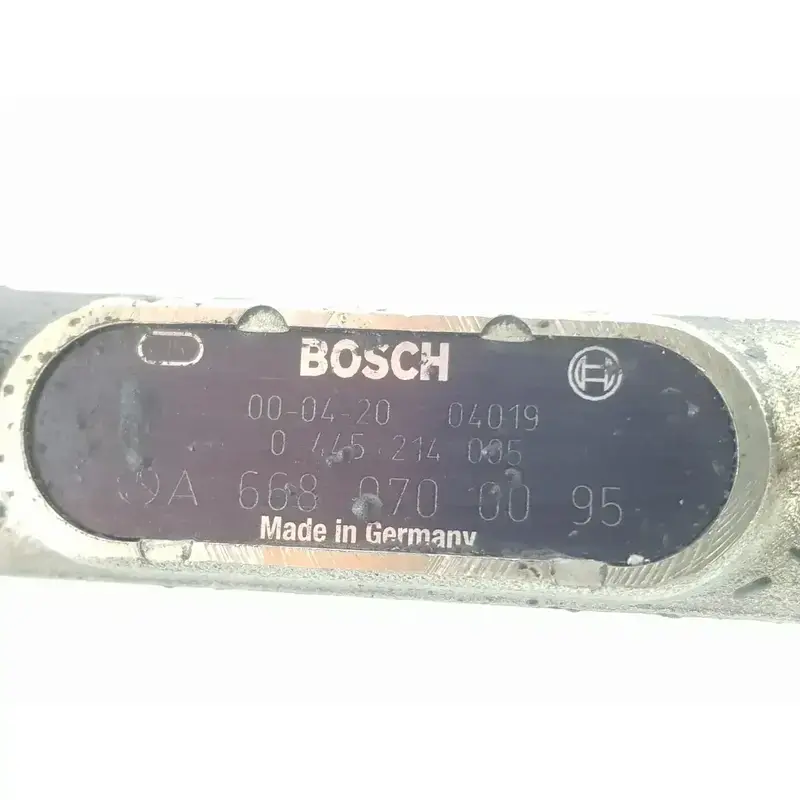 BOSCH
00-04-20 04019
0 445 214 005
A 668 070 00 95
Made in Germany